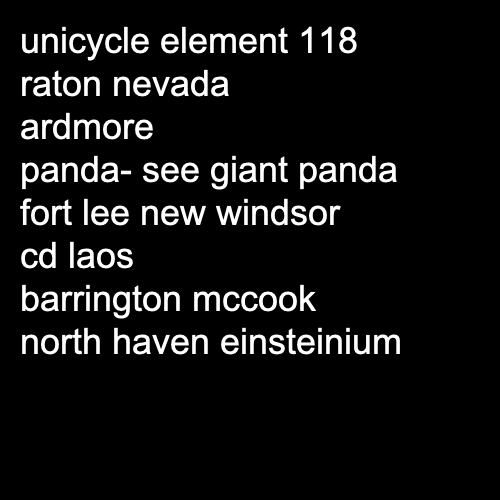 unicycle element 118
raton nevada
ardmore
panda- see giant panda
fort lee new windsor
cd laos
barrington mccook
north haven einsteinium